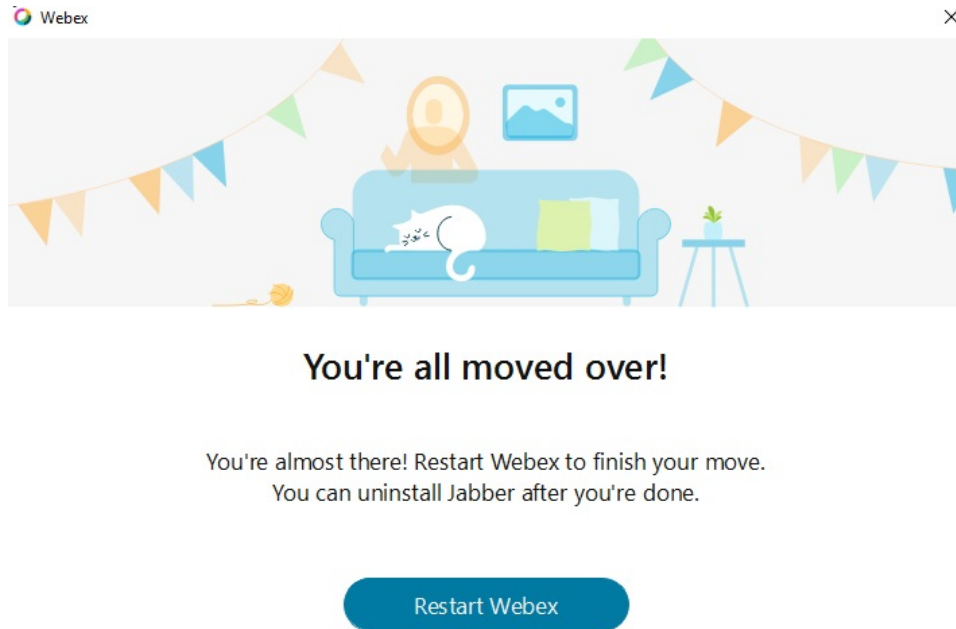 Webex
You're all moved over!
You're almost there! Restart Webex to finish your move.
You can uninstall Jabber after you're done.
Restart Webex